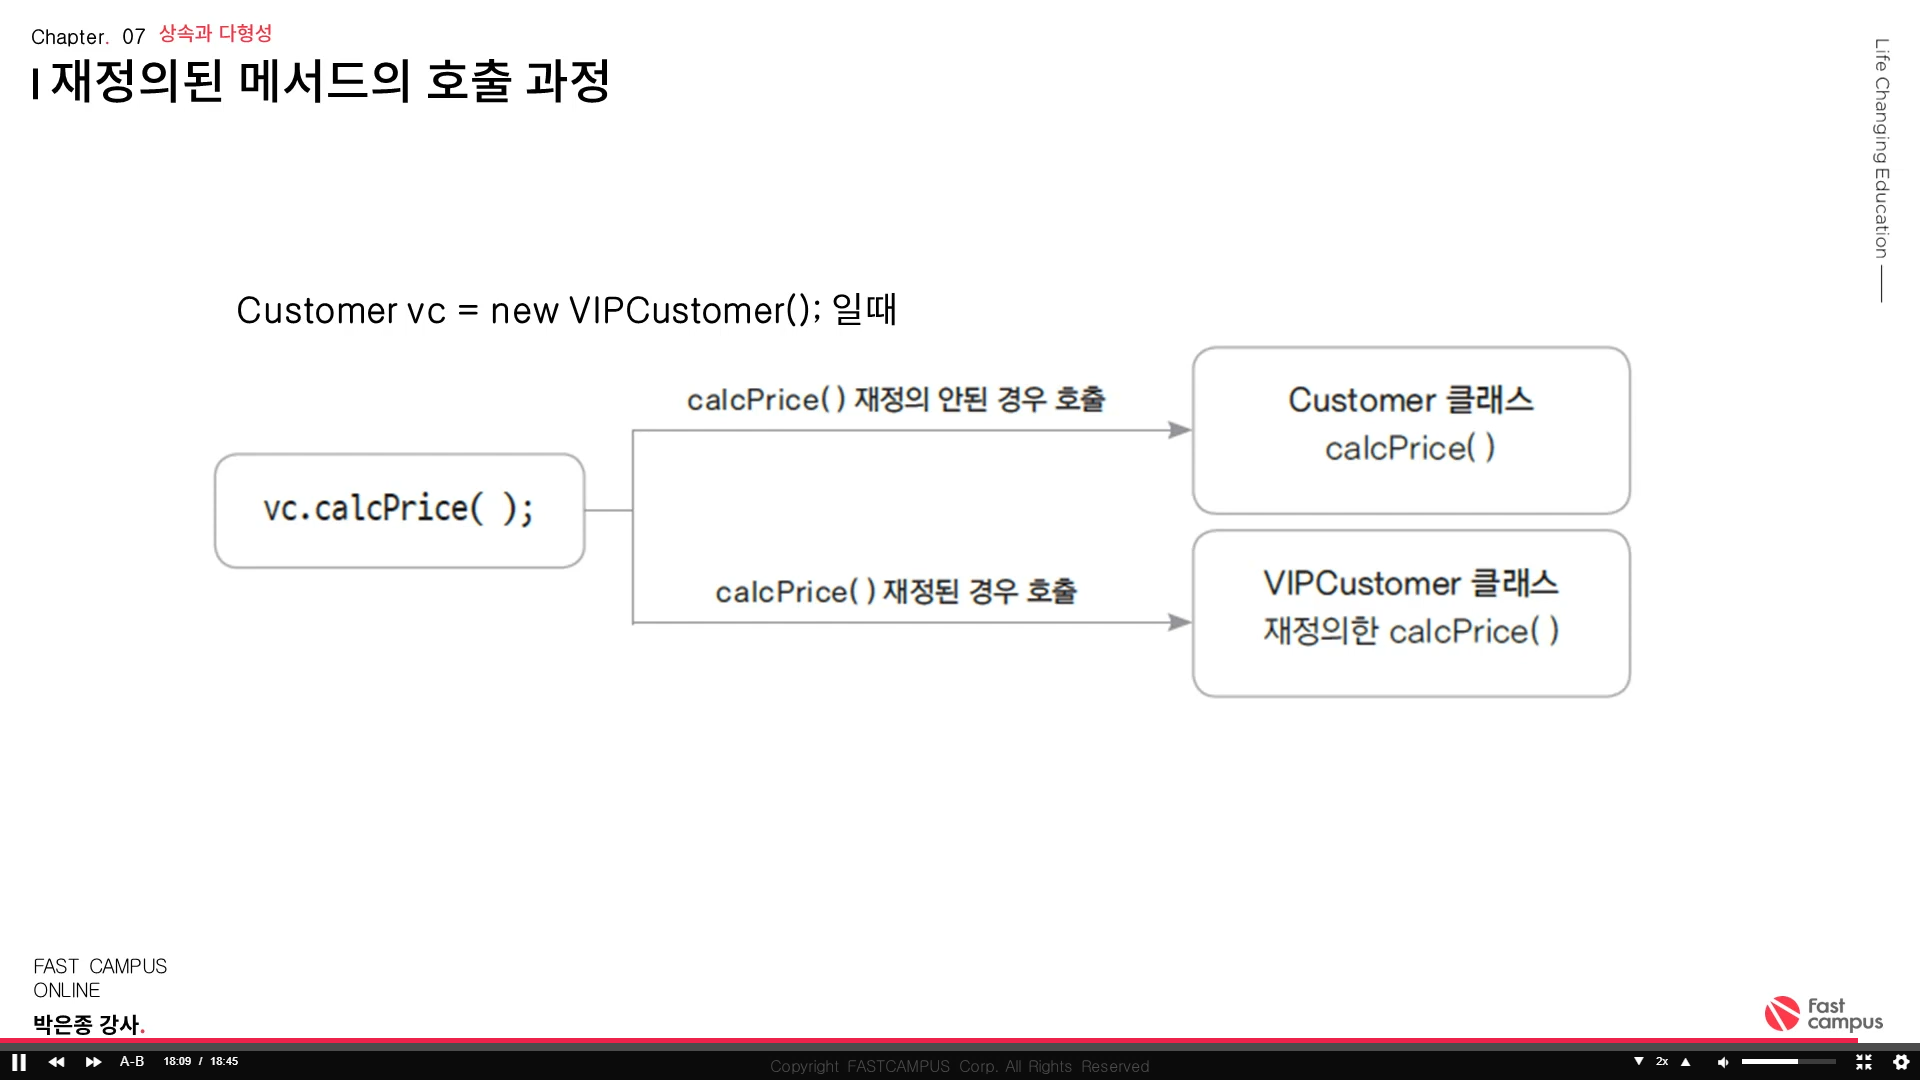 Chapter. 07 상속과 다형성
재정의된 메서드의 호출 과정
Life Changing Education
Customer vc = new VIPCustomer(); 일때
calcPrice( ) 재정의 안된 경우 호출
Customer 클래스
calcPrice( )
vc.calcPrice( );
calcPrice( ) 재정된 경우 호출
VIPCustomer 클래스
재정의한 calcPrice( )
FAST CAMPUS
ONLINE
박은종 강사.
Fast
campus
A-B 18:09 / 18:45
Copyright FASTCAMPUS Corp. All Rights Reserved
2x